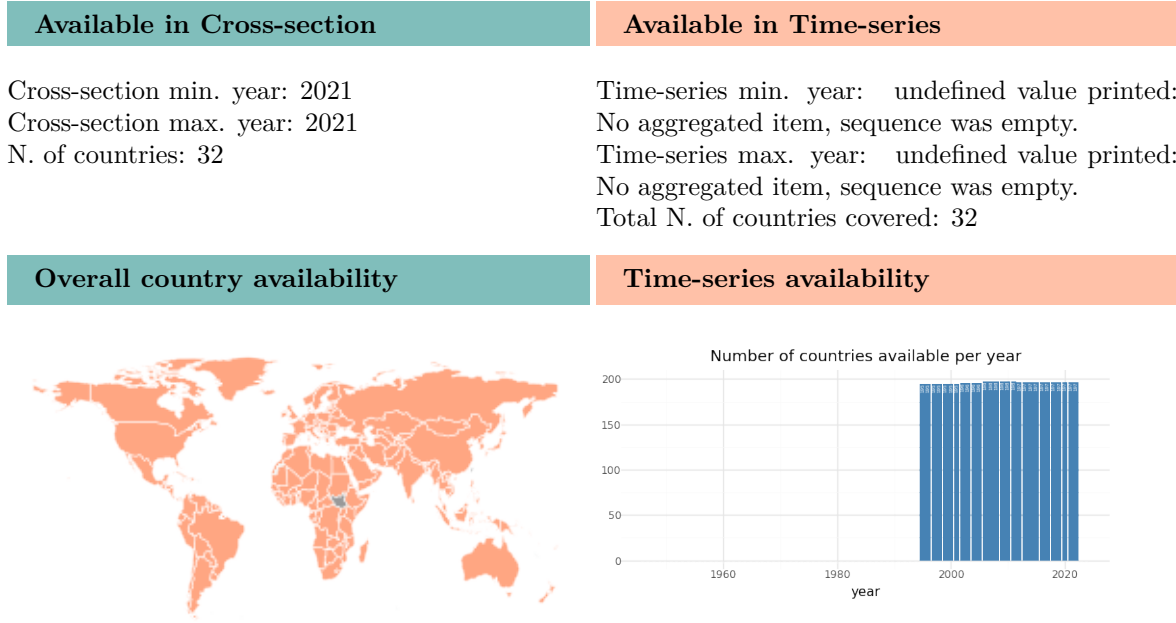 Available in Cross-section
Cross-section min. year: 2021
Cross-section max. year: 2021
N. of countries: 32
Available in Time-series
Time-series min. year: undefined value printed:
No aggregated item, sequence was empty.
Time-series max. year: undefined value printed:
No aggregated item, sequence was empty.
Total N. of countries covered: 32
Overall country availability
Time-series availability
Number of countries available per year
200
150
100
50
0
1960 1980 2000 2020
year